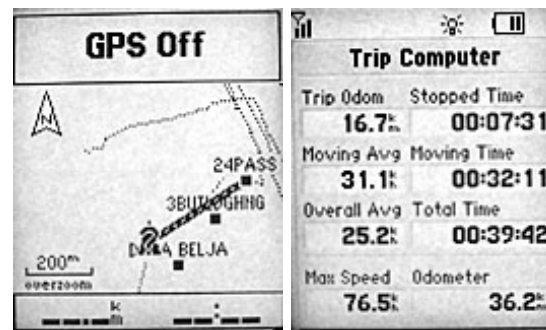 GPS Off
24PASS
BELJA
200m
overzoom
k
m
Trip Computer
Trip Odom Stopped Time
16.7 km 00:07:31
Moving Avg Moving Time
31.1 00:32:11
Overall Avg Total Time
25.2 00:39:42
Max Speed Odometer
76.5 36.2 km